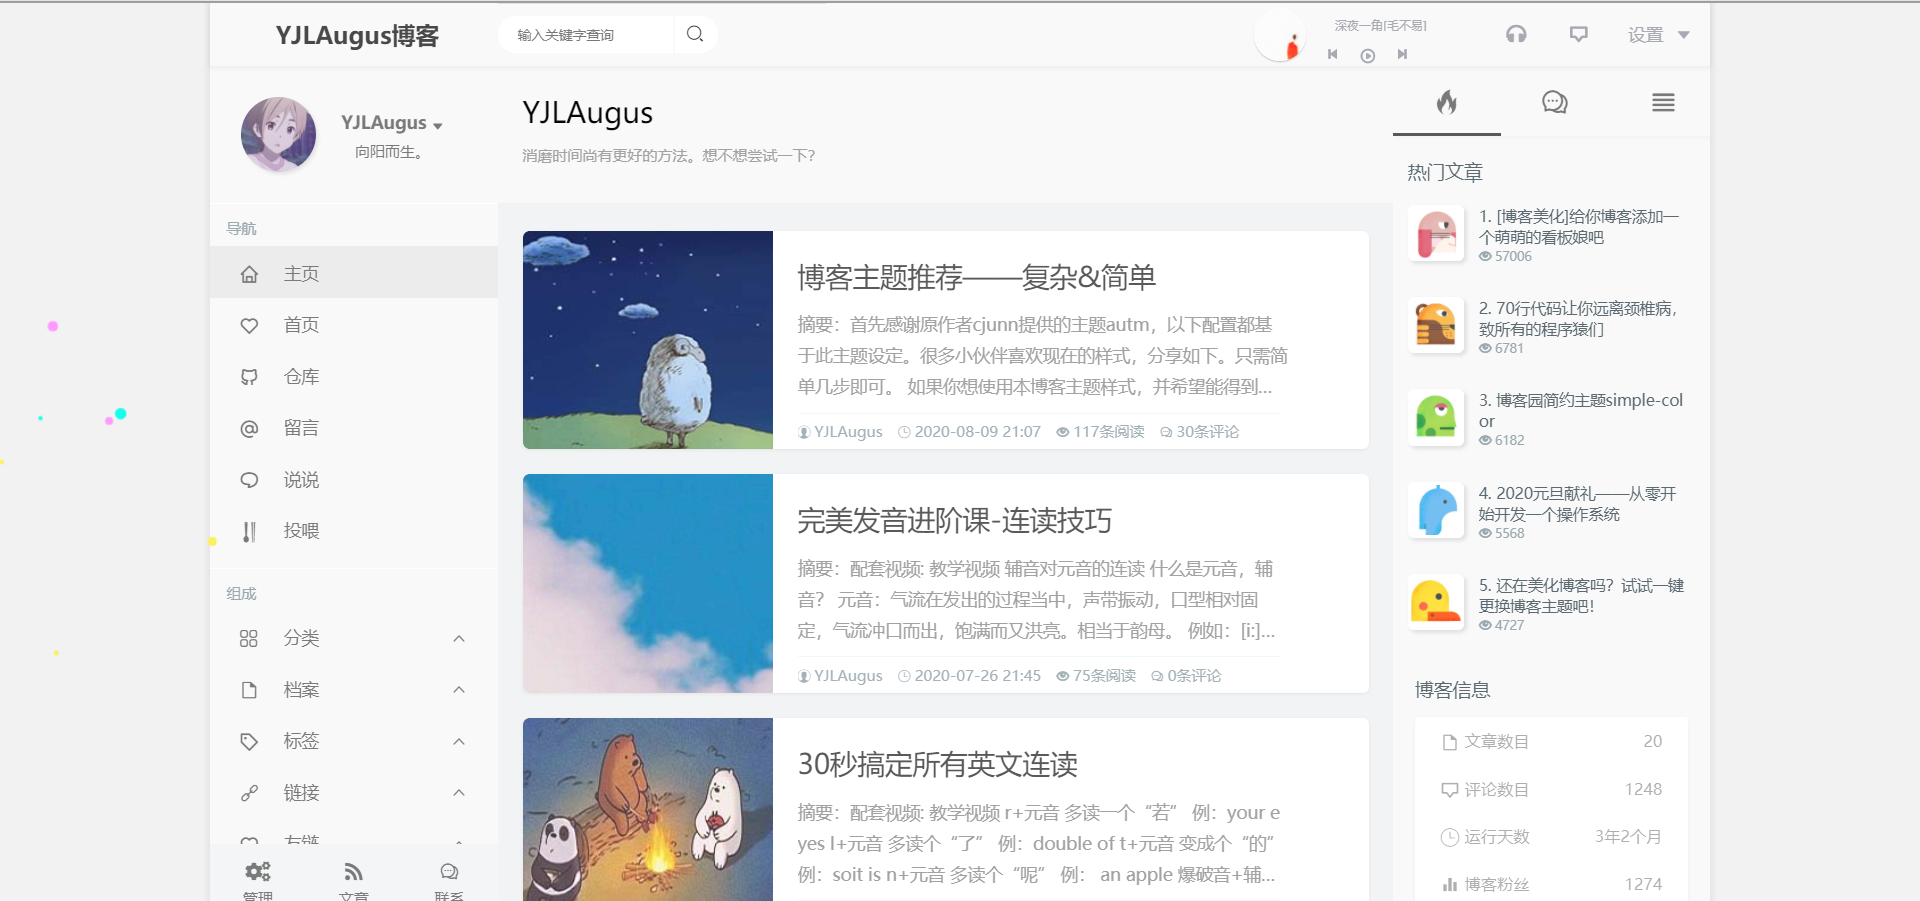 YJLAugus博客
输入关键字查询
深夜一角[毛不易]
设置
YJLAugus
向阳而生。
导航
主页
首页
仓库
留言
说说
投喂
组成
分类
档案
标签
链接
友链
管理
文章
联系
YJLAugus
消磨时间尚有更好的方法。想不想尝试一下？
博客主题推荐——复杂&简单
摘要：首先感谢原作者cjunn提供的主题autm，以下配置都基
于此主题设定。很多小伙伴喜欢现在的样式，分享如下。只需简
单几步即可。 如果你想使用本博客主题样式，并希望能得到...
YJLAugus 2020-08-09 21:07 117条阅读 30条评论
完美发音进阶课-连读技巧
摘要：配套视频: 教学视频 辅音对元音的连读 什么是元音，辅
音？ 元音：气流在发出的过程当中，声带振动，口型相对固
定，气流冲口而出，饱满而又洪亮。相当于韵母。 例如：[i:]...
YJLAugus 2020-07-26 21:45 75条阅读 0条评论
30秒搞定所有英文连读
摘要：配套视频: 教学视频 r+元音 多读一个“若” 例：your e
yes l+元音 多读个“了” 例：double of t+元音 变成个“的”
例：soit is n+元音 多读个“呢” 例： an apple 爆破音+辅...
热门文章
1. [博客美化]给你博客添加一
个萌萌的看板娘吧
57006
2. 70行代码让你远离颈椎病，
致所有的程序猿们
6781
3. 博客园简约主题simple-col
or
6182
4. 2020元旦献礼——从零开
始开发一个操作系统
5568
5. 还在美化博客吗？试试一键
更换博客主题吧！
4727
博客信息
文章数目 20
评论数目 1248
运行天数 3年2个月
博客粉丝 1274